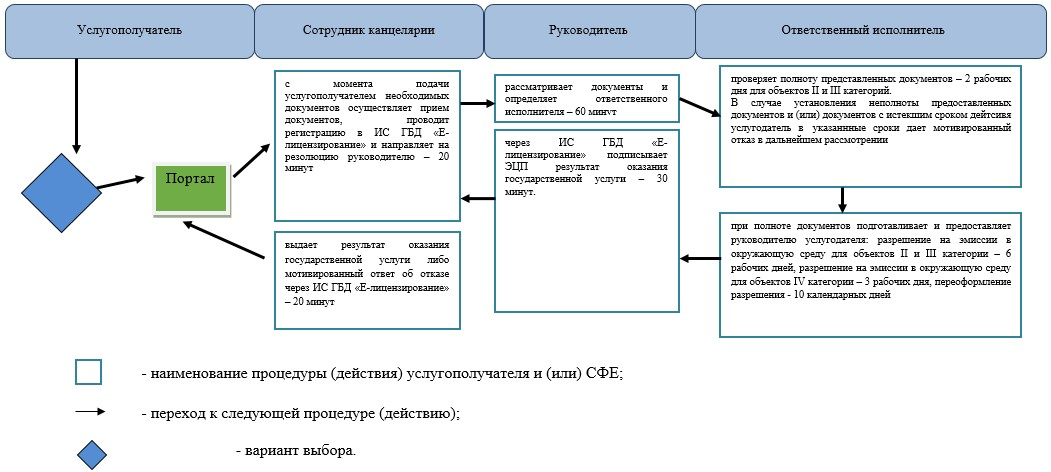 Услугополучатель
Сотрудник канцелярии
Руководитель
Ответственный исполнитель
Портал
с момента подачи
услугополучателем необходимых
документов осуществляет прием
документов, проводит
регистрацию в ИС ГБД «Е-
лицензирование» и направляет на
резолюцию руководителю – 20
минут
выдает результат оказания
государственной услуги либо
мотивированный ответ об отказе
через ИС ГБД «Е-лицензирование»
– 20 минут
рассматривает документы и
определяет ответственного
исполнителя – 60 минут
через ИС ГБД «Е-
лицензирование» подписывает
ЭЦП результат оказания
государственной услуги – 30
минут.
проверяет полноту представленных документов – 2 рабочих
дня для объектов II и III категорий.
В случае установления неполноты предоставленных
документов и (или) документов с истекшим сроком дейтсивя
услугодатель в указаннные сроки дает мотивированный
отказ в дальнейшем рассмотрении
при полноте документов подготавливает и предоставляет
руководителю услугодателя: разрешение на эмиссии в
окружающую среду для объектов II и III категории – 6
рабочих дней, разрешение на эмиссии в окружающую среду
для объектов IV категории – 3 рабочих дня, переоформление
разрешения - 10 календарных дней
- наименование процедуры (действия) услугополучателя и (или) СФЕ;
- переход к следующей процедуре (действию);
- вариант выбора.